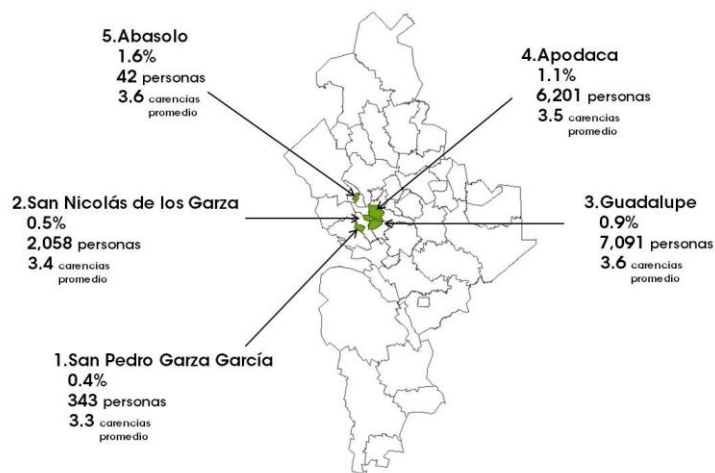 5.Abasolo
1.6%
42 personas
3.6 carencias
promedio
4.Apodaca
1.1%
6,201 personas
3.5 carencias
promedio
2.San Nicolás de los Garza
0.5%
2,058 personas
3.4 carencias
promedio
3.Guadalupe
0.9%
7,091 personas
3.6 carencias
promedio
1.San Pedro Garza García
0.4%
343 personas
3.3 carencias
promedio